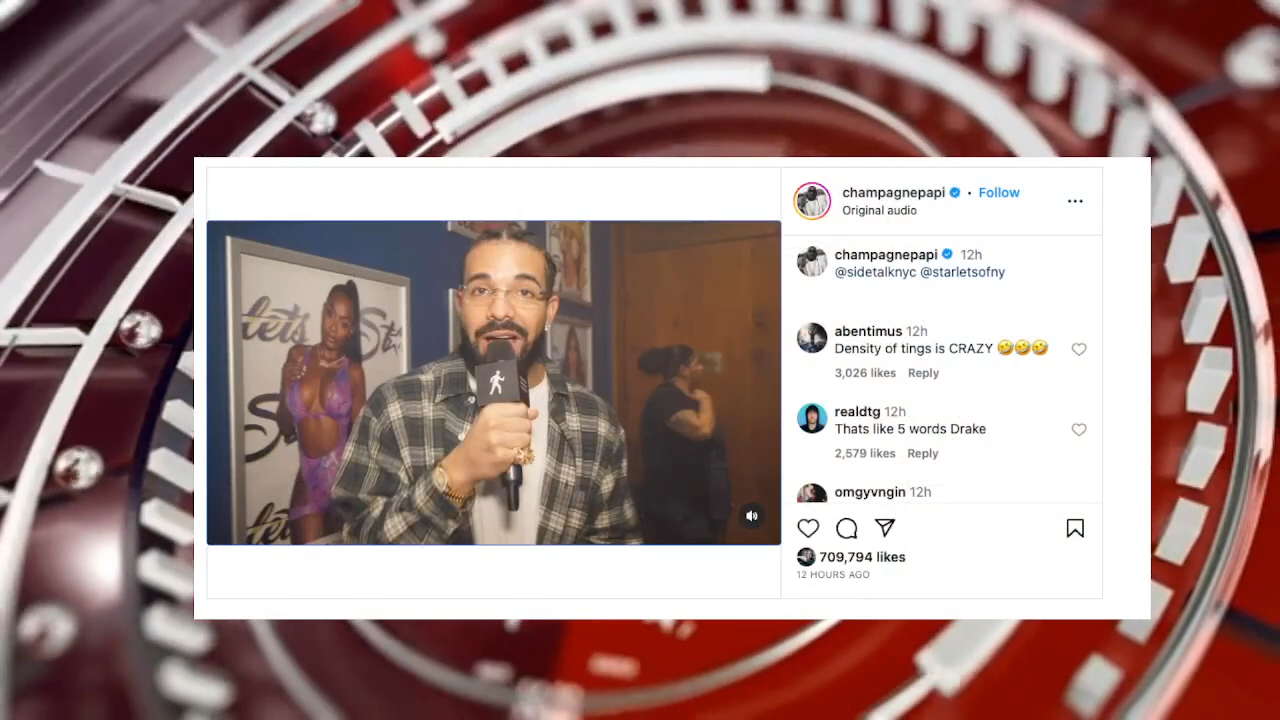 lets St
champagnepapi • Follow
Original audio
champagnepapi 12h
@sidetalknyc @starletsofny
abentimus 12h
Density of tings is CRAZY 🤣🤣🤣
3,026 likes Reply
realdtg 12h
Thats like 5 words Drake
2,579 likes Reply
omgyvngin 12h
709,794 likes
12 HOURS AGO